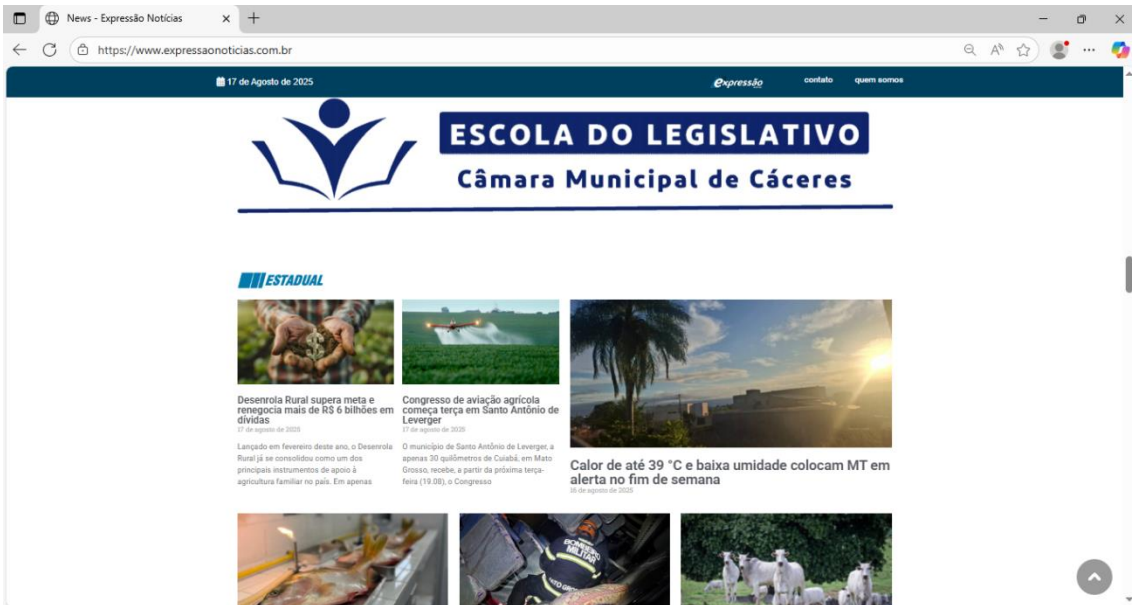 News - Expressão Notícias
https://www.expressaonoticias.com.br
17 de Agosto de 2025
expressão
contato
quem somos
ESCOLA DO LEGISLATIVO
Câmara Municipal de Cáceres
ESTADUAL
Desenrola Rural supera meta e
renegocia mais de R$ 6 bilhões em
dívidas
17 de agosto de 2025
Lançado em fevereiro deste ano, o Desenrola
Rural já se consolidou como um dos
principais instrumentos de apoio à
agricultura familiar no país. Em apenas
Congresso de aviação agrícola
começa terça em Santo Antônio de
Leverger
17 de agosto de 2025
O município de Santo Antônio de Leverger, a
apenas 30 quilômetros de Cuiabá, em Mato
Grosso, recebe, a partir da próxima terça-
feira (19.08), o Congresso
Calor de até 39 °C e baixa umidade colocam MT em
alerta no fim de semana
16 de agosto de 2025
BOMBEIRO
MILITAR